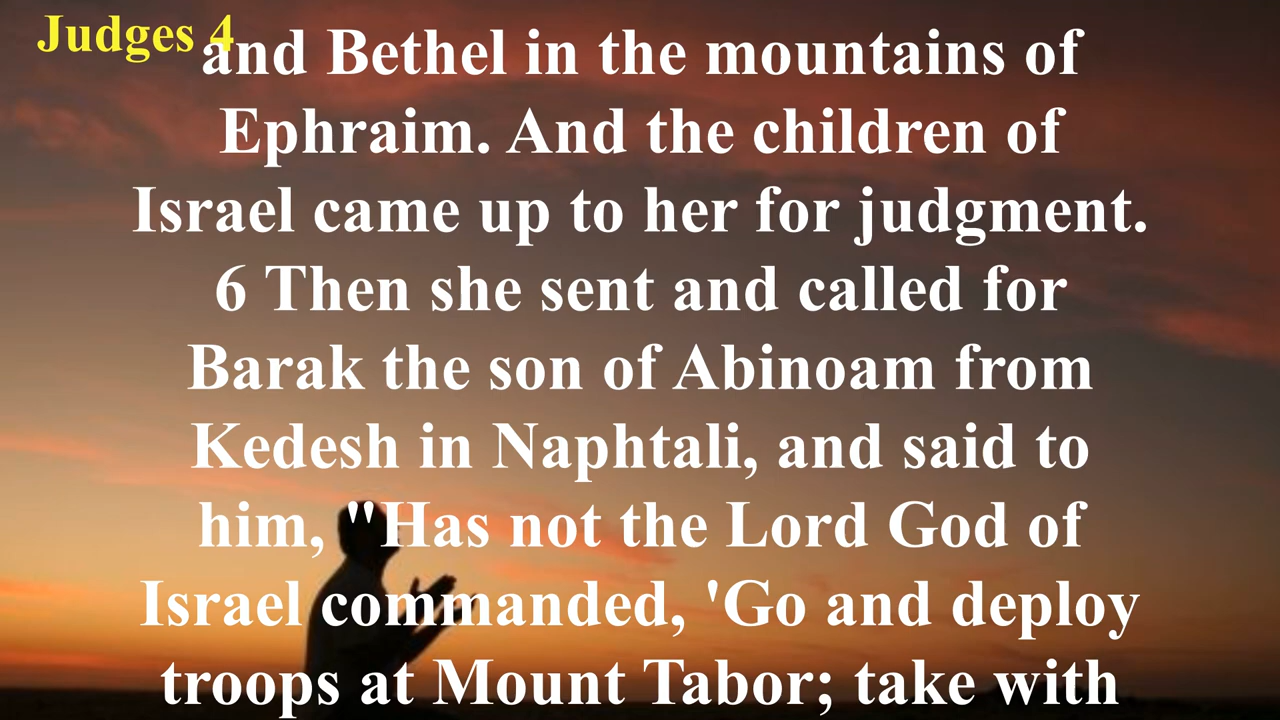 Judges 4
and Bethel in the mountains of
Ephraim. And the children of
Israel came up to her for judgment.
6 Then she sent and called for
Barak the son of Abinoam from
Kedesh in Naphtali, and said to
him, "Has not the Lord God of
Israel commanded, 'Go and deploy
troops at Mount Tabor; take with